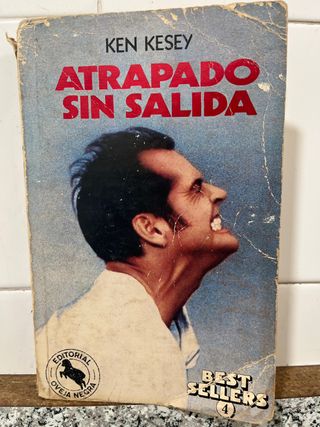 KEN KESEY
ATRAPADO
SIN SALIDA
EDITORIAL
OVEJA NEGRA
BEST
SELLERS
4